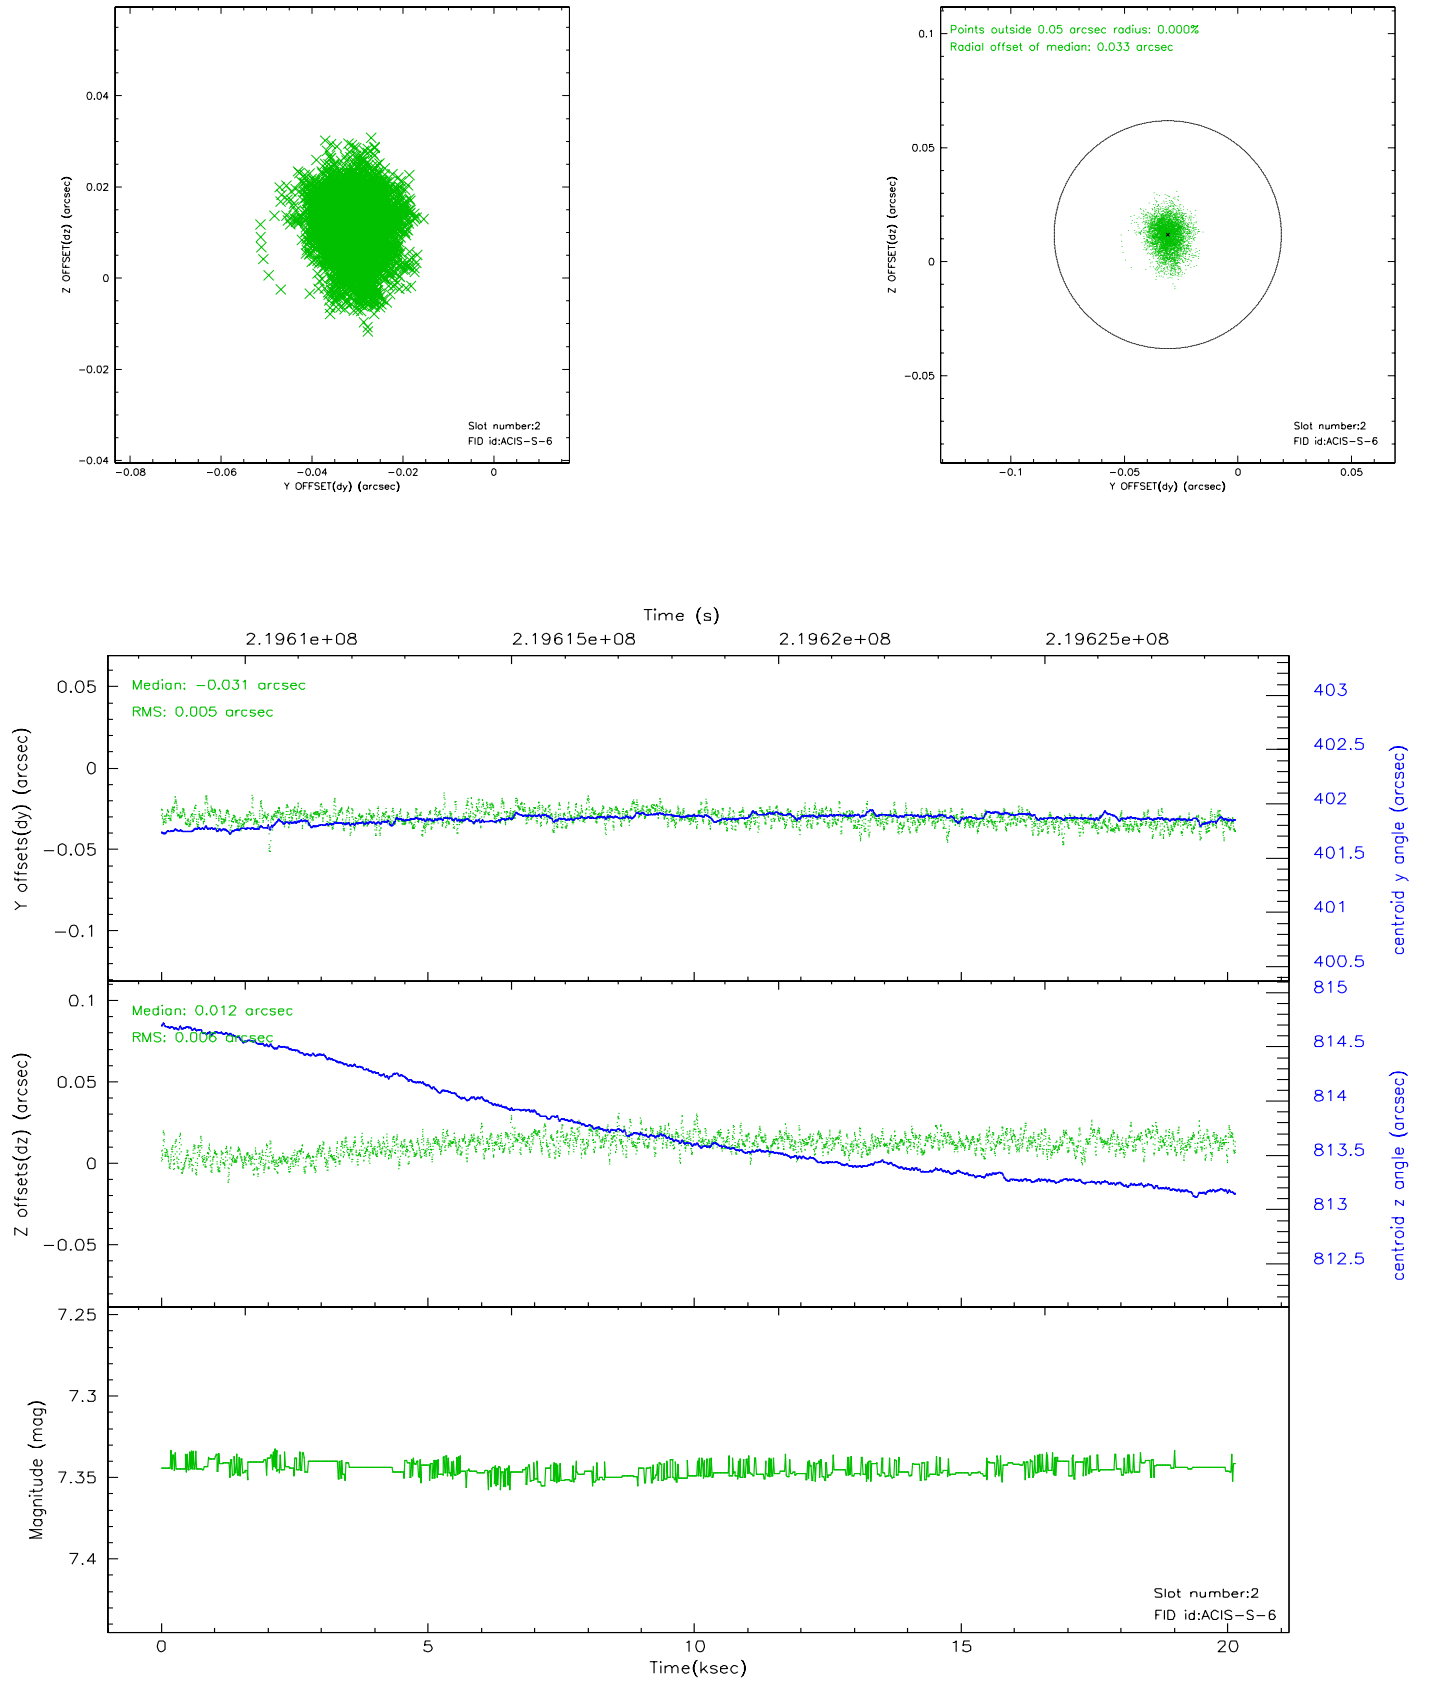 0.04
0.02
0
-0.02
-0.04
Z OFFSET(dz) (arcsec)
Slot number:2
FID id:ACIS-S-6
-0.08 -0.06 -0.04 -0.02 0
Y OFFSET(dy) (arcsec)
Points outside 0.05 arcsec radius: 0.000%
Radial offset of median: 0.033 arcsec
0.1
0.05
0
-0.05
Z OFFSET(dz) (arcsec)
Slot number:2
FID id:ACIS-S-6
-0.1 -0.05 0 0.05
Y OFFSET(dy) (arcsec)
Time (s)
2.1961e+08 2.19615e+08 2.1962e+08 2.19625e+08
Median: -0.031 arcsec
RMS: 0.005 arcsec
0.05
0
-0.05
-0.1
Y offsets(dy) (arcsec)
403
402.5
402
401.5
401
400.5
centroid y angle (arcsec)
Median: 0.012 arcsec
RMS: 0.006 arcsec
0.1
0.05
0
-0.05
Z offsets(dz) (arcsec)
815
814.5
814
813.5
813
812.5
centroid z angle (arcsec)
7.25
7.3
7.35
7.4
Magnitude (mag)
Slot number:2
FID id:ACIS-S-6
0 5 10 15 20
Time(ksec)